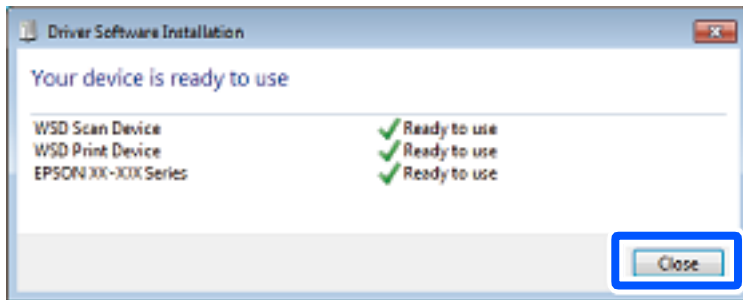 Driver Software Installation
Your device is ready to use
WSD Scan Device Ready to use
WSD Print Device Ready to use
EPSON XX-XXX Series Ready to use
Close